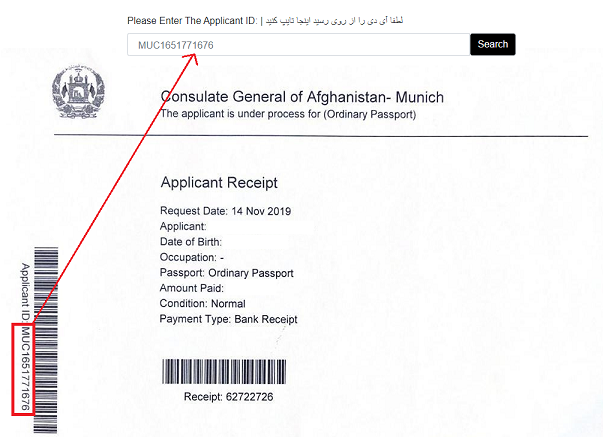 Please Enter The Applicant ID: | لطفا آی دی را از روی رسید اینجا تایپ کنید
MUC1651771676
Search
Consulate General of Afghanistan- Munich
The applicant is under process for (Ordinary Passport)
Applicant Receipt
Request Date: 14 Nov 2019
Applicant:
Date of Birth:
Occupation: -
Passport: Ordinary Passport
Amount Paid:
Condition: Normal
Payment Type: Bank Receipt
Receipt: 62722726
Applicant ID: MUC1651771676